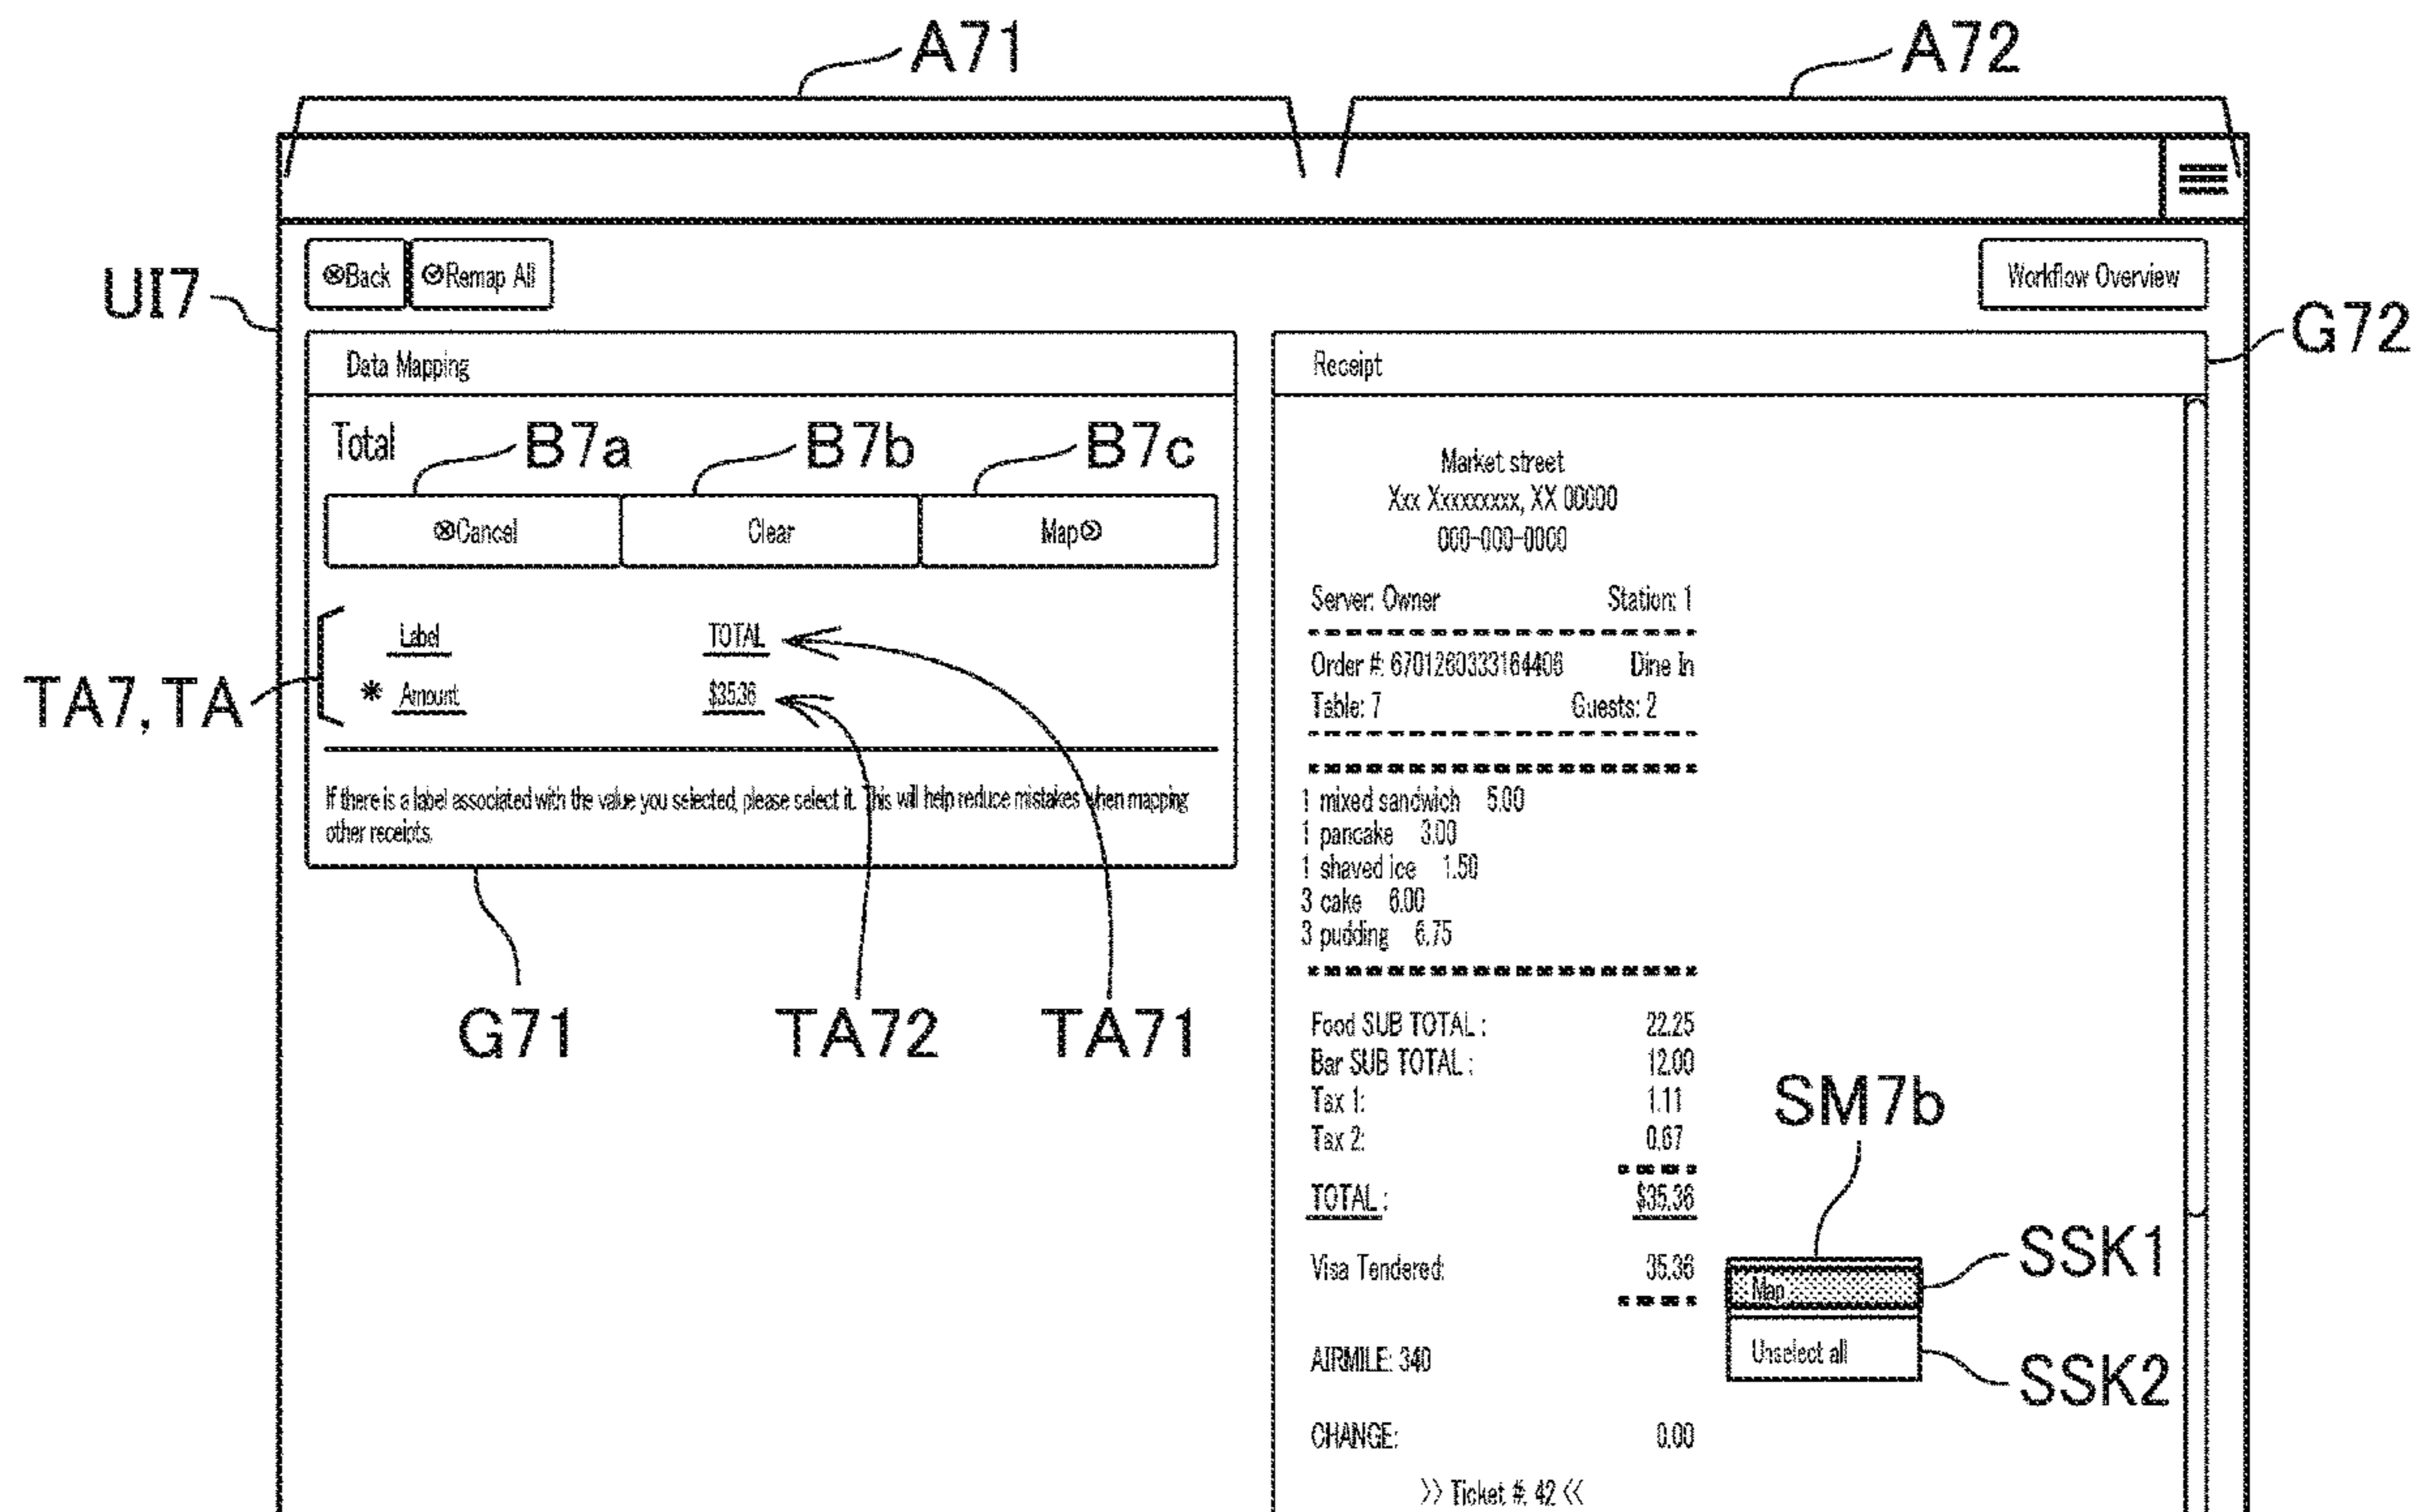 A71
A72
UI7
⊗Back
⊘Remap All
Workflow Overview
G72
Data Mapping
Receipt
Total
B7a
B7b
B7c
⊗Cancel
Clear
Map
TA7, TA
Label
TOTAL
* Amount
$35.36
If there is a label associated with the value you selected, please select it. This will help reduce mistakes when mapping
other receipts.
G71
TA72
TA71
Market street
Xxx Xxxxxxxxx, XX 00000
000-000-0000
Server: Owner Station: 1
Order #: 6701260333164406 Dine In
Table: 7 Guests: 2
1 mixed sandwich 5.00
1 pancake 3.00
1 shaved ice 1.50
3 cake 6.00
3 pudding 6.75
Food SUB TOTAL : 22.25
Bar SUB TOTAL : 12.00
Tax 1: 1.11
Tax 2: 0.67
TOTAL : $35.36
Visa Tendered: 35.36
SM7b
Map
SSK1
Unselect all
SSK2
AIRMILE: 340
CHANGE: 0.00
>> Ticket #: 42 <<